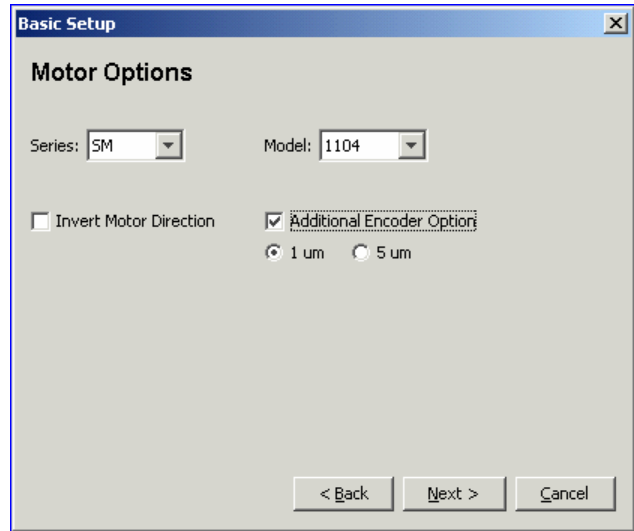 Basic Setup
Motor Options
Series: SM Model: 1104
Invert Motor Direction Additional Encoder Option
1 um 5 um
< Back Next > Cancel